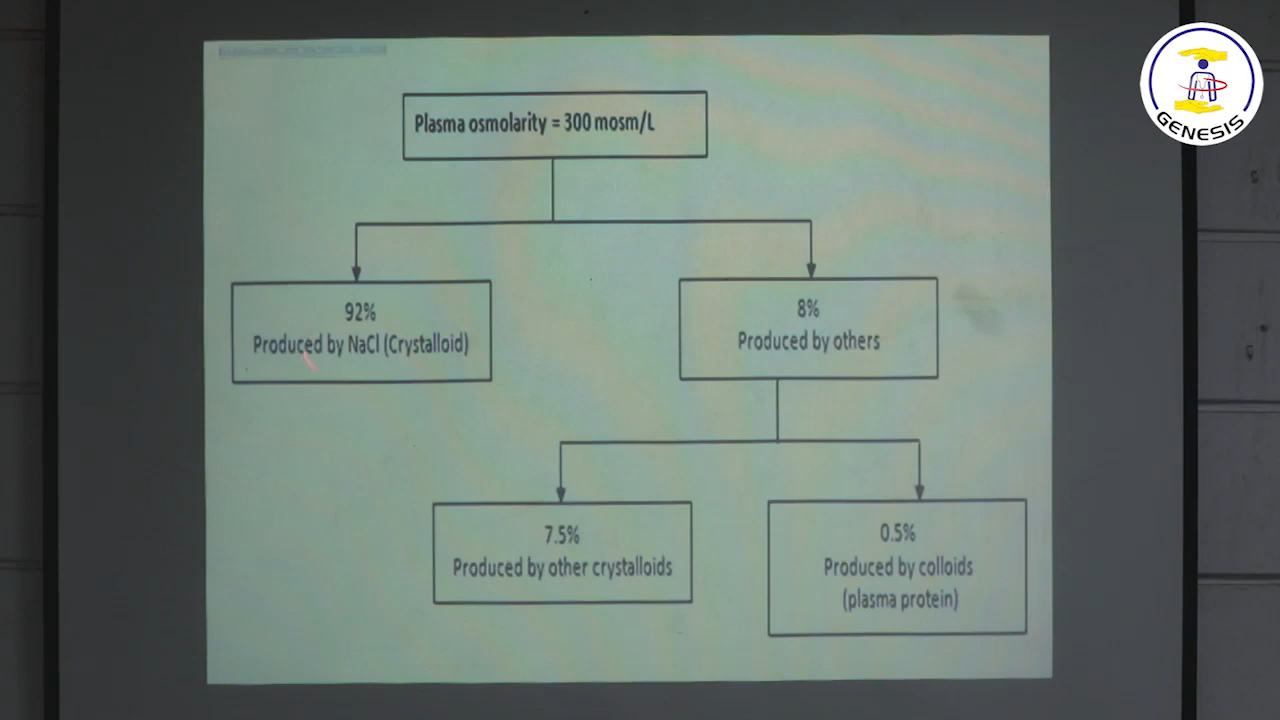 GENESIS
Plasma osmolarity = 300 mosm/L
92%
Produced by NaCl (Crystalloid)
8%
Produced by others
7.5%
Produced by other crystalloids
0.5%
Produced by colloids
(plasma protein)